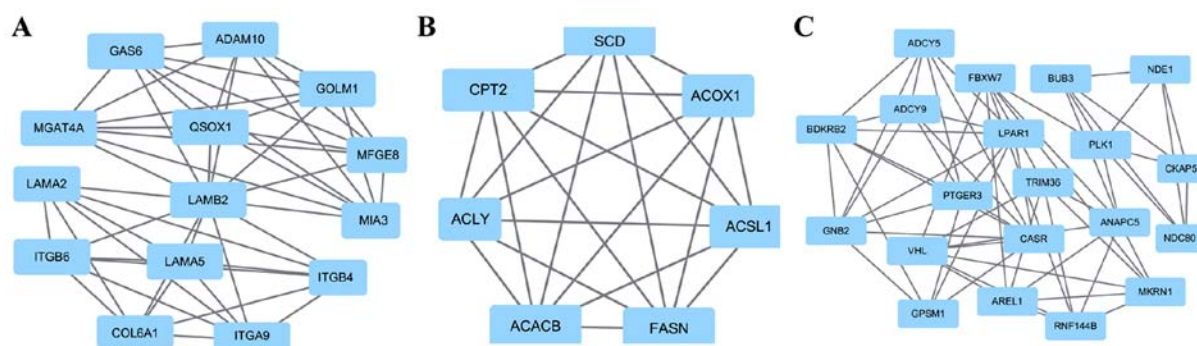 A
GAS6
ADAM10
GOLM1
MGAT4A
QSOX1
MFGE8
LAMA2
LAMB2
MIA3
ITGB6
LAMA5
ITGB4
COL6A1
ITGA9
B
SCD
CPT2
ACOX1
ACLY
ACSL1
ACACB
FASN
C
ADCY5
FBXW7
BUB3
NDE1
ADCY9
BDKRB2
LPAR1
PLK1
CKAP5
TRIM36
PTGER3
ANAPC5
GNB2
CASR
NDC80
VHL
MKRN1
AREL1
GPSM1
RNF144B